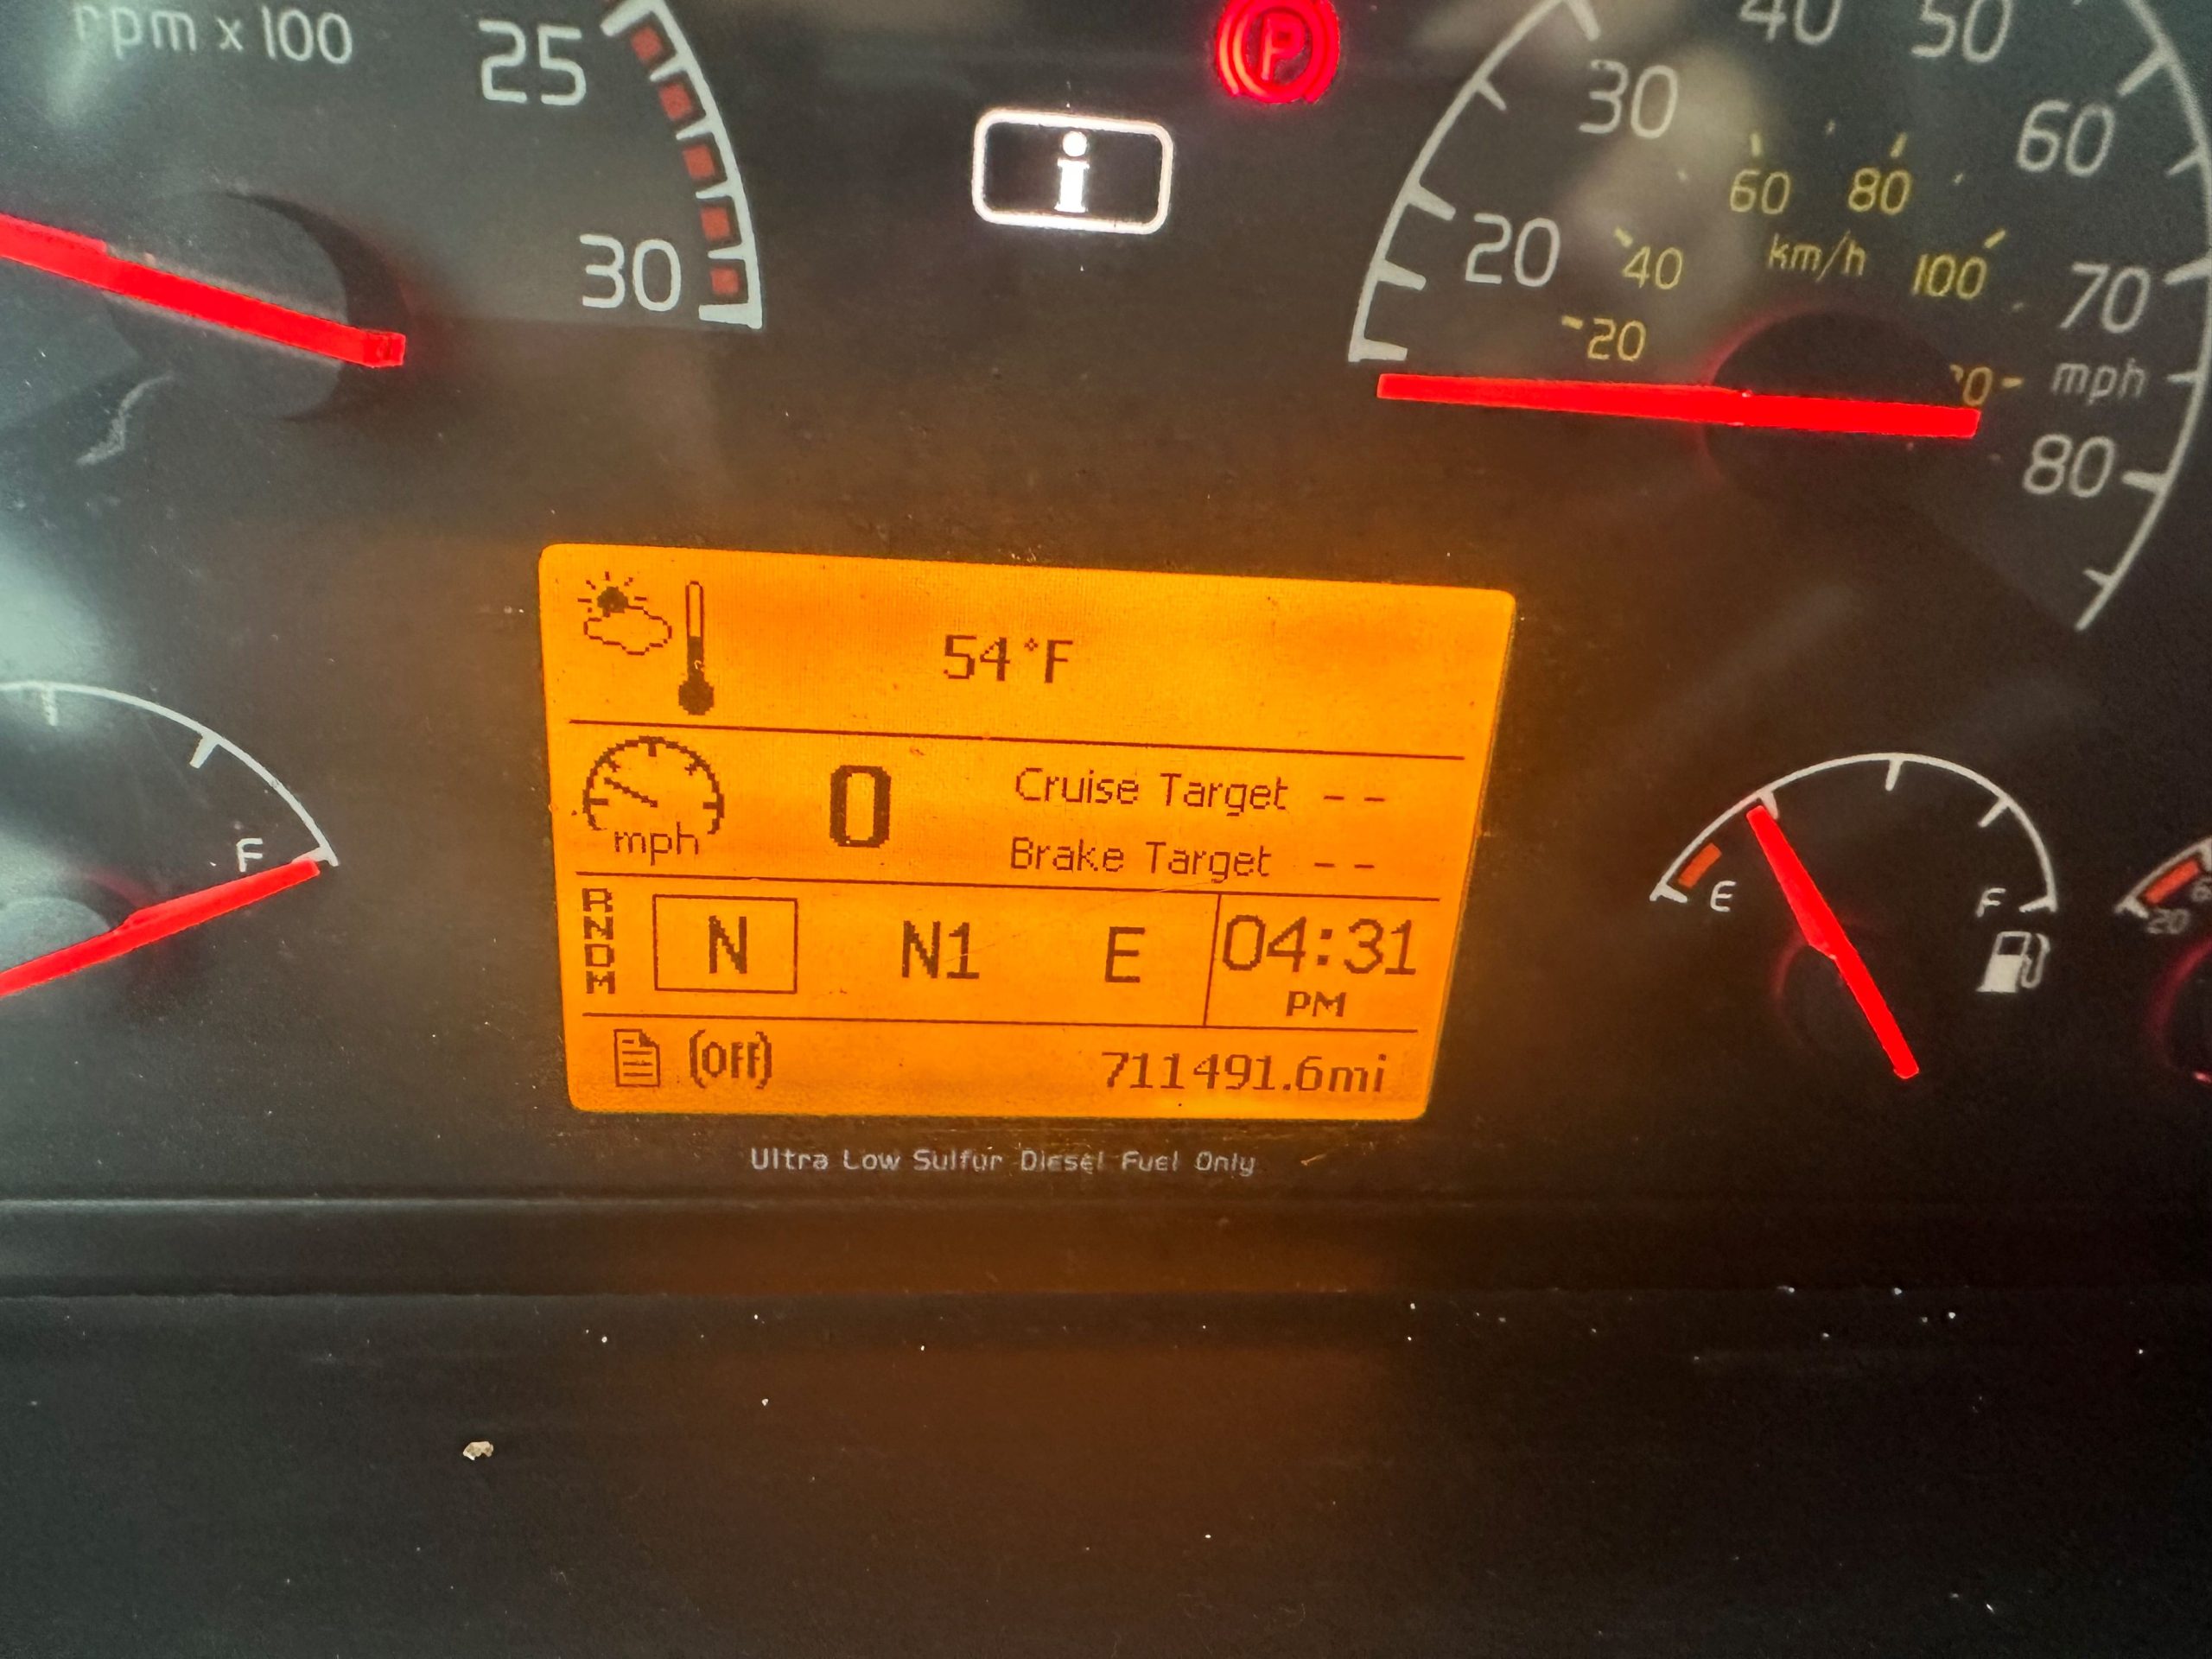 rpm x 100
25
30
P
i
20
30
40
50
60
70
80
mph
20
40
60
80
100
km/h
54°F
mph
0
Cruise Target --
Brake Target --
RNDM
N N1 E 04:31
PM
(OFF) 711491.6mi
Ultra Low Sulfur Diesel Fuel Only
F
E F
20